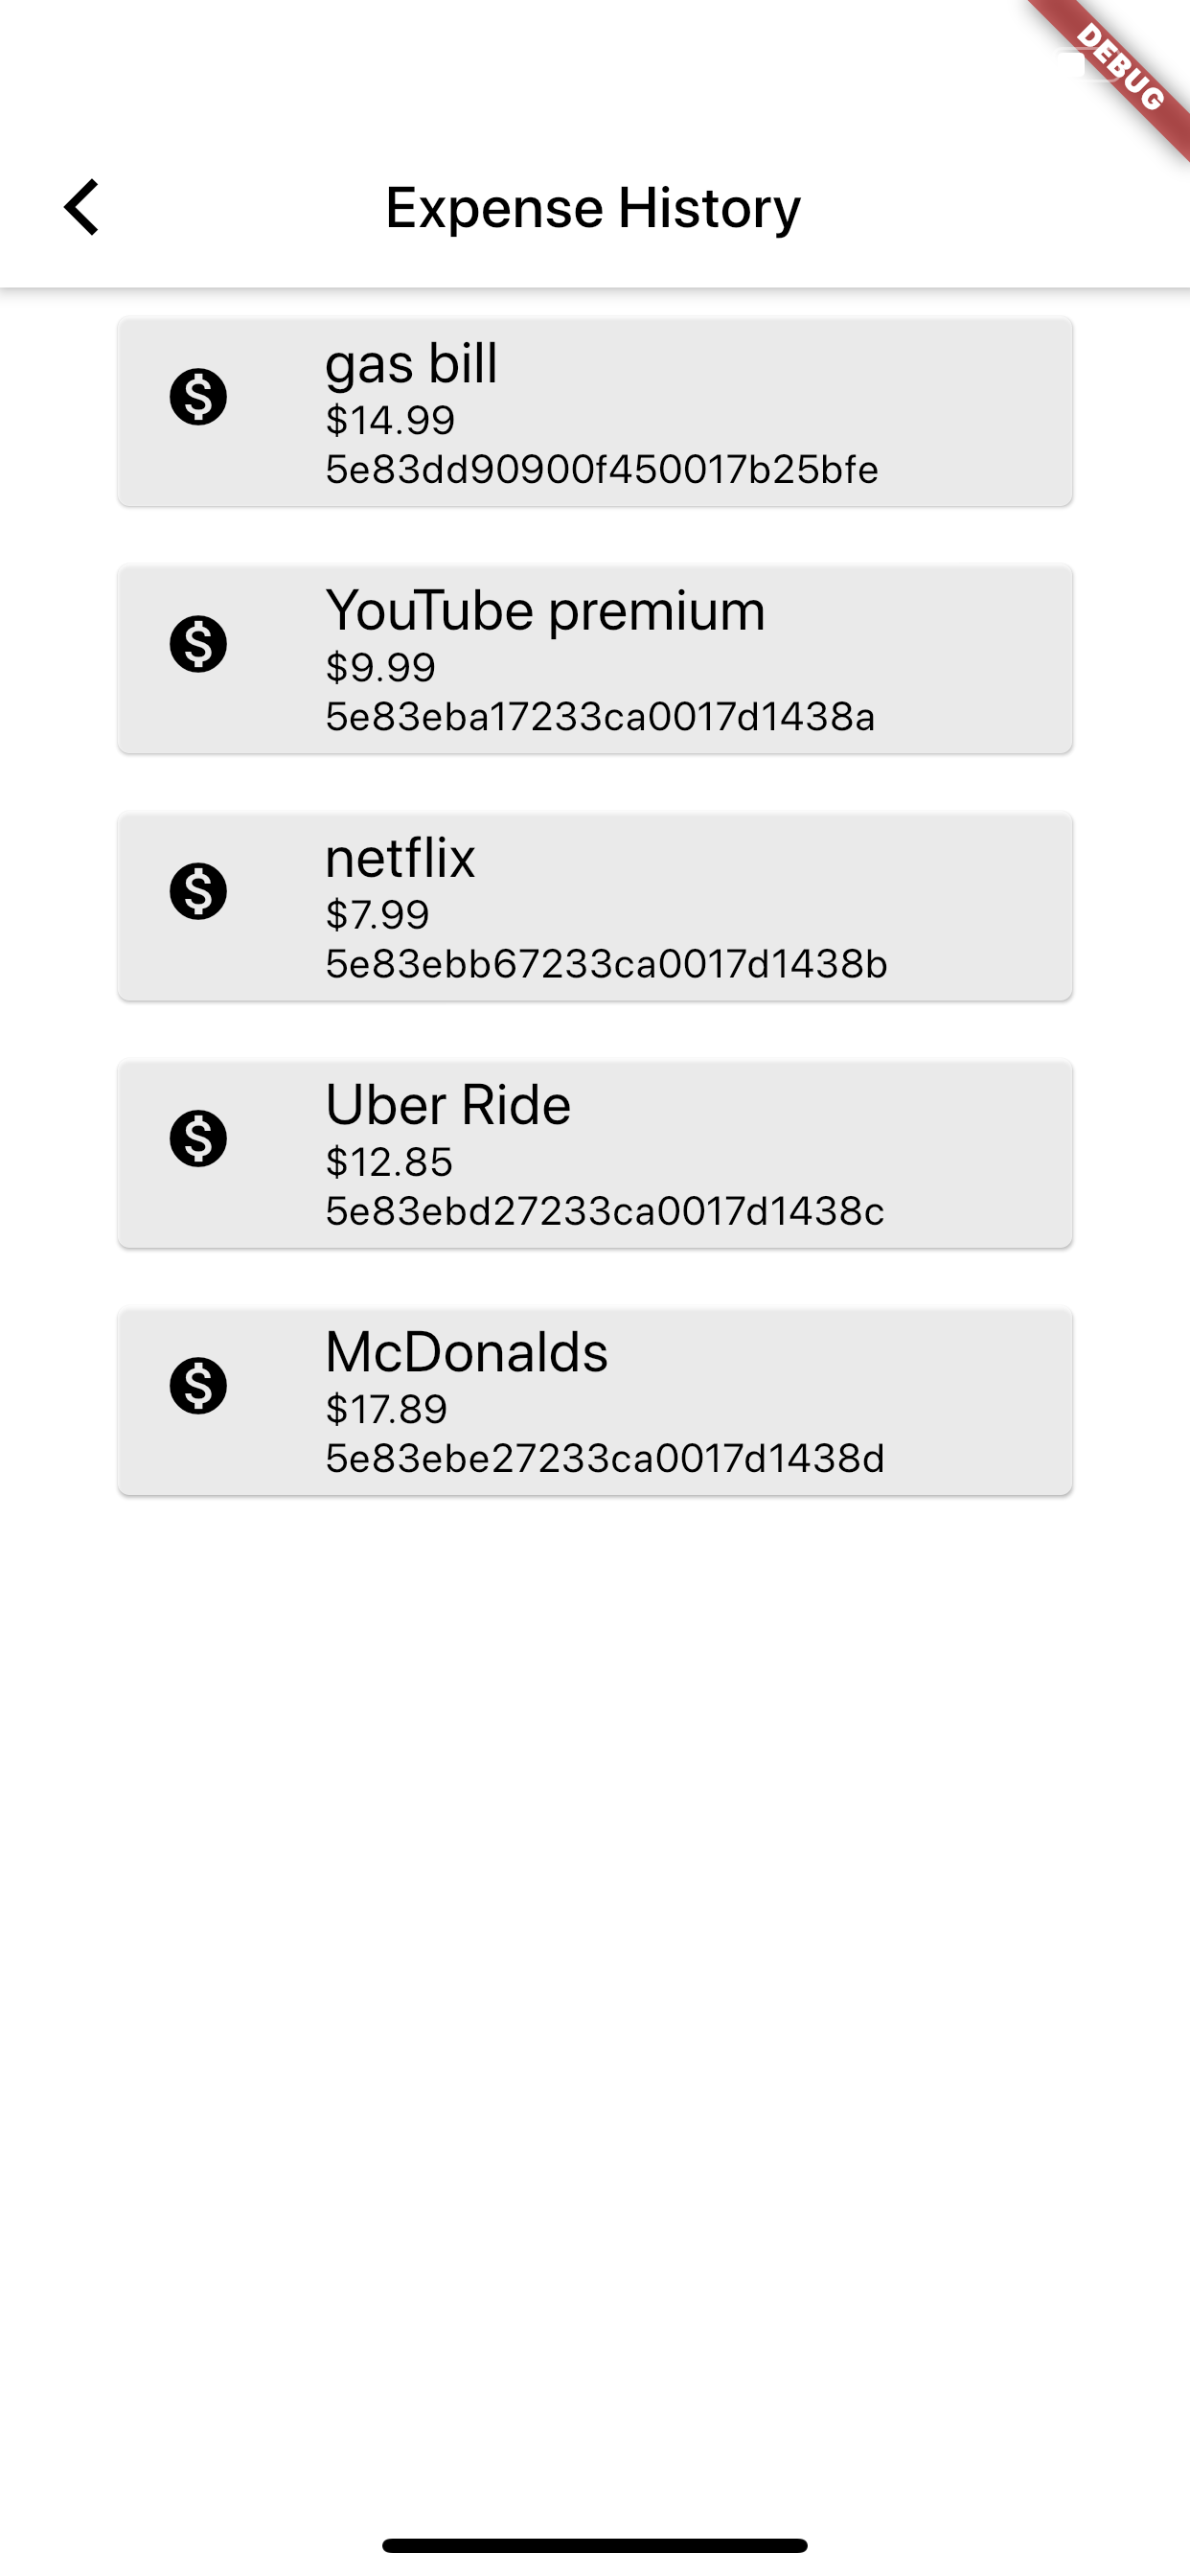 DEBUG
Expense History
gas bill
$14.99
5e83dd90900f450017b25bfe
YouTube premium
$9.99
5e83eba17233ca0017d1438a
netflix
$7.99
5e83ebb67233ca0017d1438b
Uber Ride
$12.85
5e83ebd27233ca0017d1438c
McDonalds
$17.89
5e83ebe27233ca0017d1438d